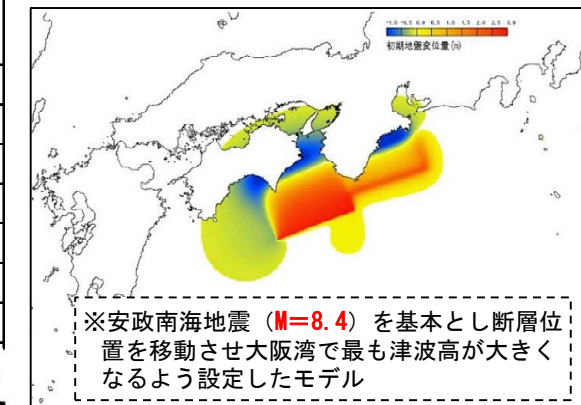 -1.0 -0.5 0.0 0.5 1.0 1.5 2.0 2.5 3.0
初期地盤変位量(m)
※安政南海地震（M＝8.4）を基本とし断層位
置を移動させ大阪湾で最も津波高が大きく
なるよう設定したモデル